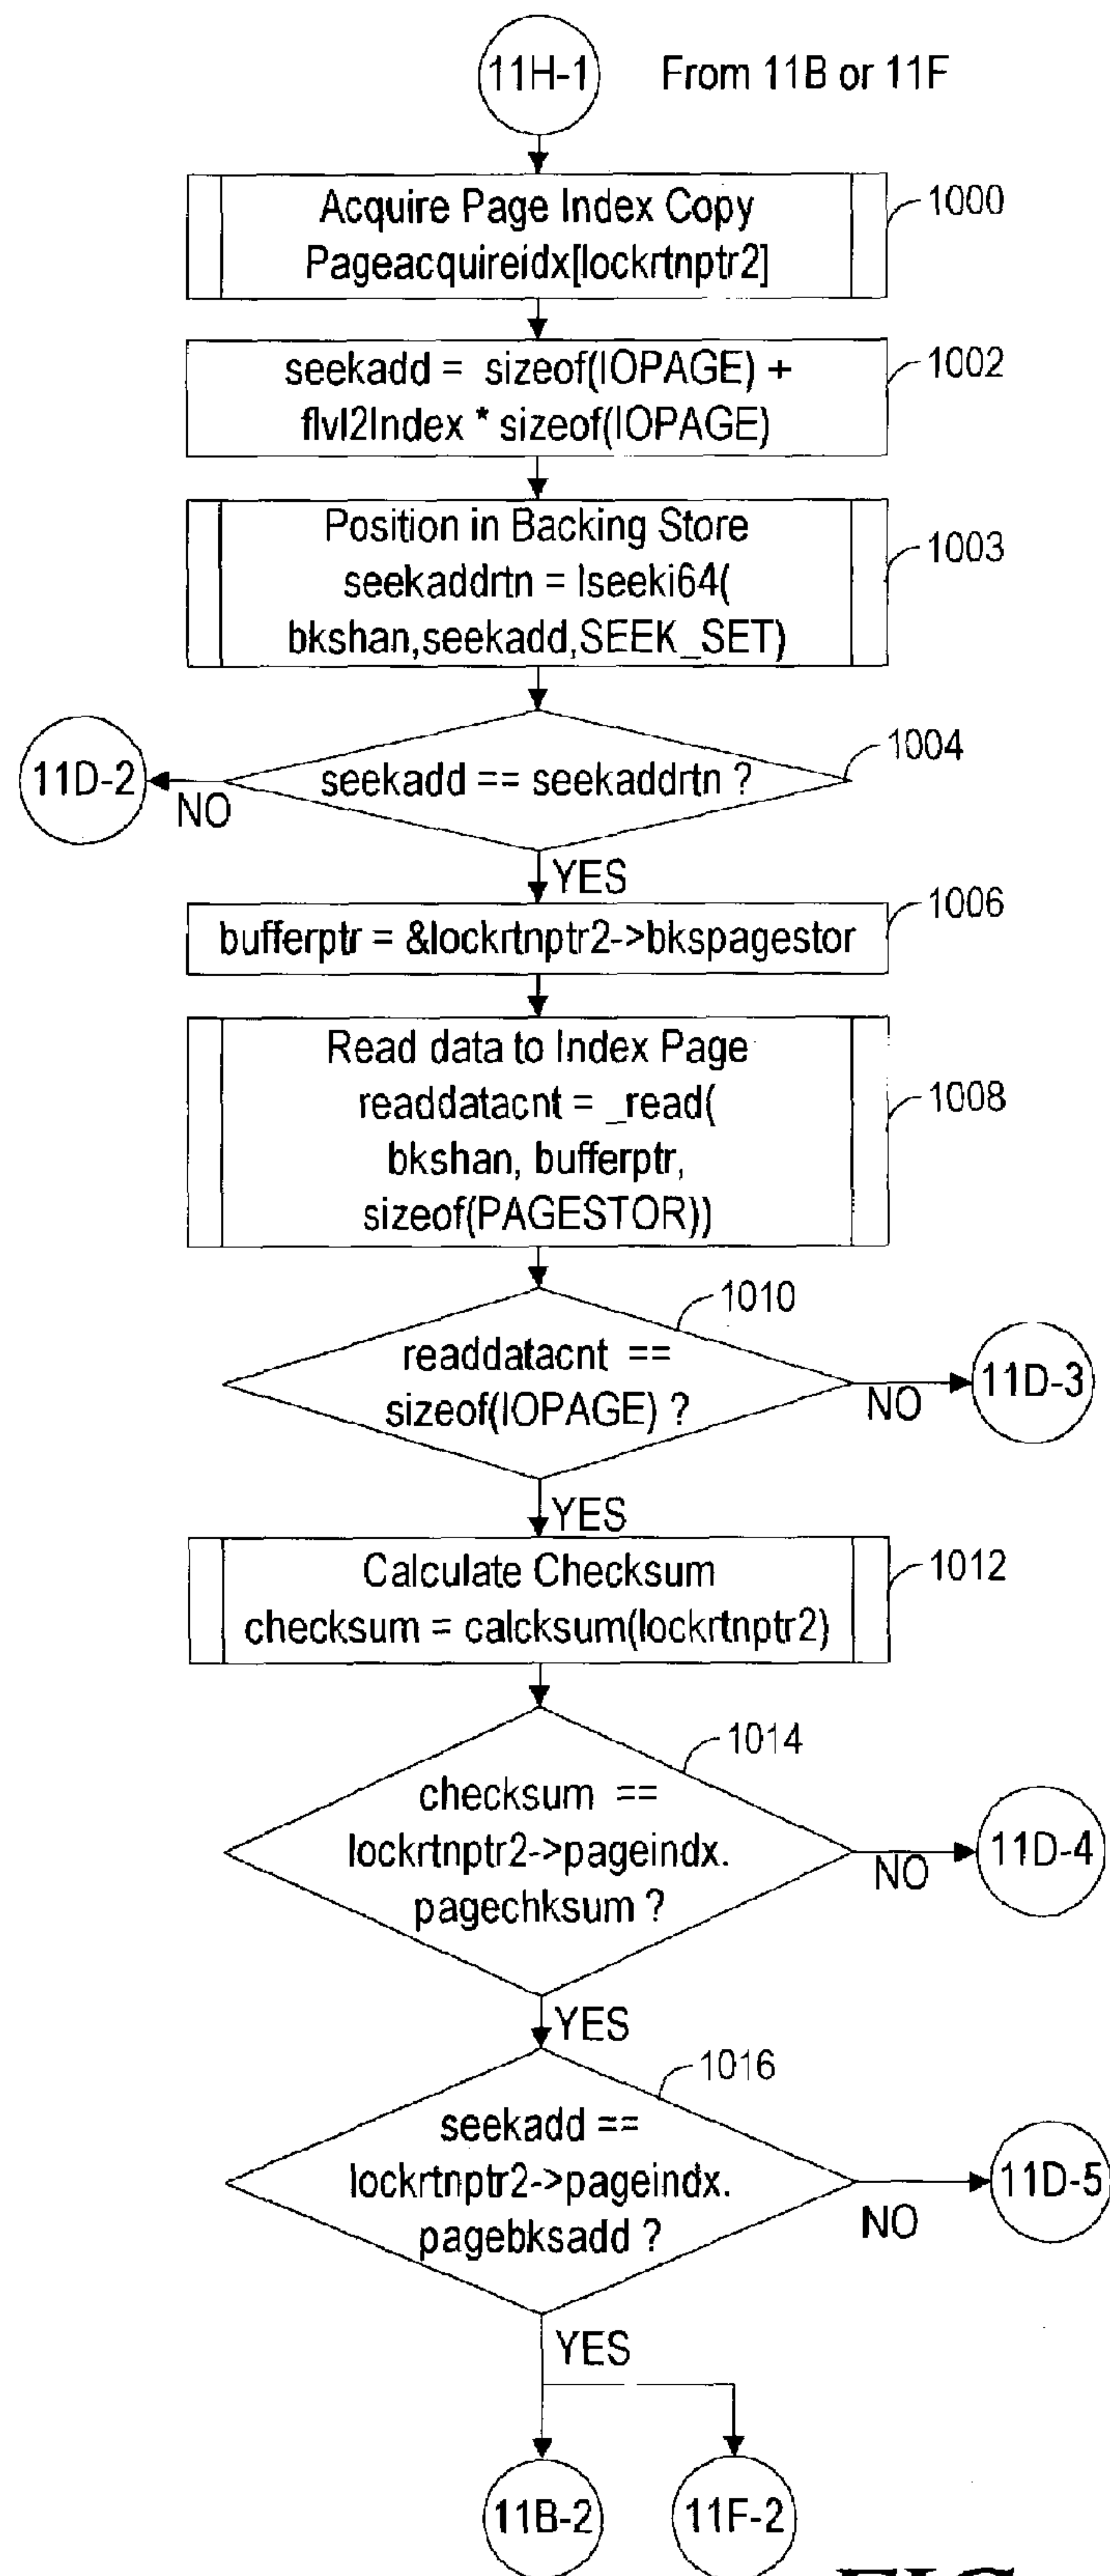 11H-1 From 11B or 11F
Acquire Page Index Copy
Pageacquireidx[lockrtnptr2]
1000
seekadd = sizeof(IOPAGE) +
flvl2Index * sizeof(IOPAGE)
1002
Position in Backing Store
seekaddrtn = lseeki64(
bkshan,seekadd,SEEK_SET)
1003
1004
11D-2
seekadd == seekaddrtn ?
NO
YES
1006
bufferptr = &lockrtnptr2->bkspagestor
Read data to Index Page
readdatacnt = _read(
bkshan, bufferptr,
sizeof(PAGESTOR))
1008
1010
readdatacnt ==
sizeof(IOPAGE) ?
NO
11D-3
YES
Calculate Checksum
checksum = calcksum(lockrtnptr2)
1012
1014
checksum ==
lockrtnptr2->pageindx.
pagechksum ?
NO
11D-4
YES
1016
seekadd ==
lockrtnptr2->pageindx.
pagebksadd ?
NO
11D-5
YES
11B-2
11F-2